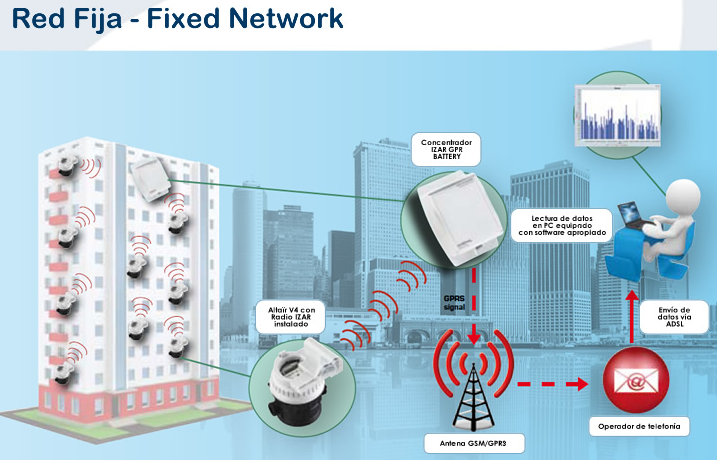 Red Fija - Fixed Network
Concentrador
IZAR GPR
BATTERY
Lectura de datos
en PC equipado
con software apropiado
GPRS
signal
Altaïr V4 con
Radio IZAR
instalado
Envío de
datos vía
ADSL
@
Operador de telefonía
Antena GSM/GPRS